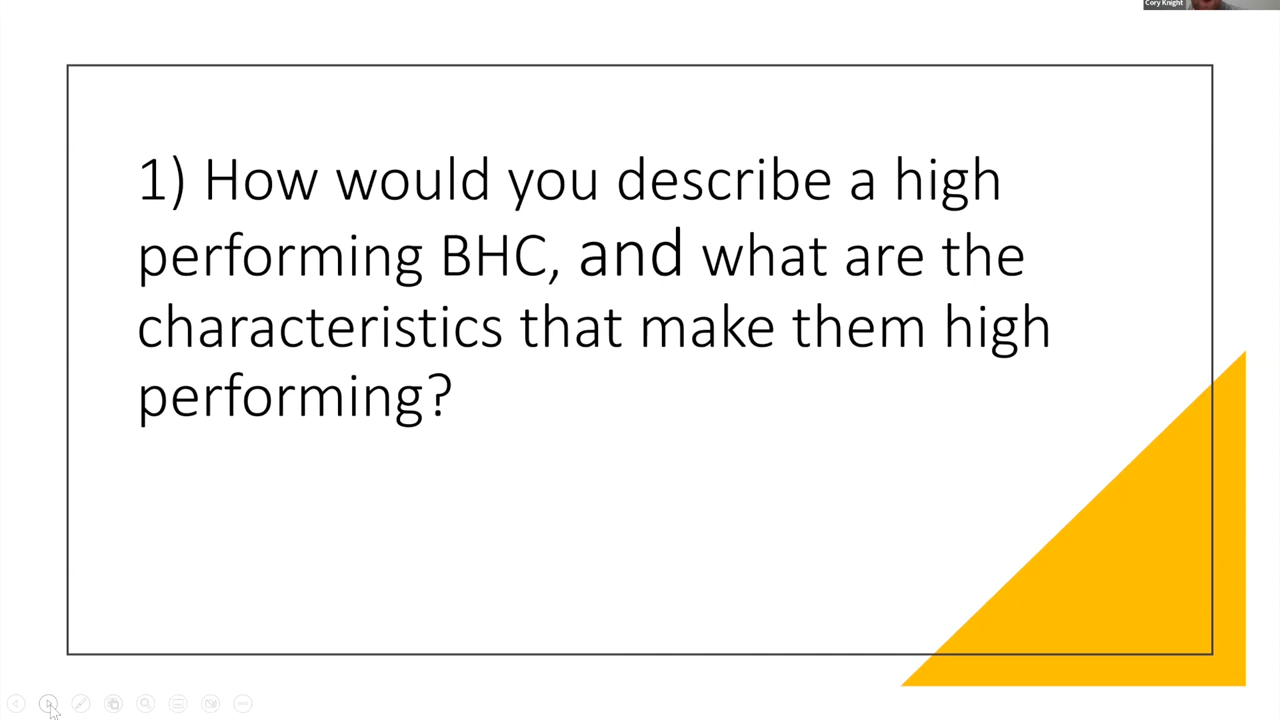 Cory Knight
1) How would you describe a high
performing BHC, and what are the
characteristics that make them high
performing?